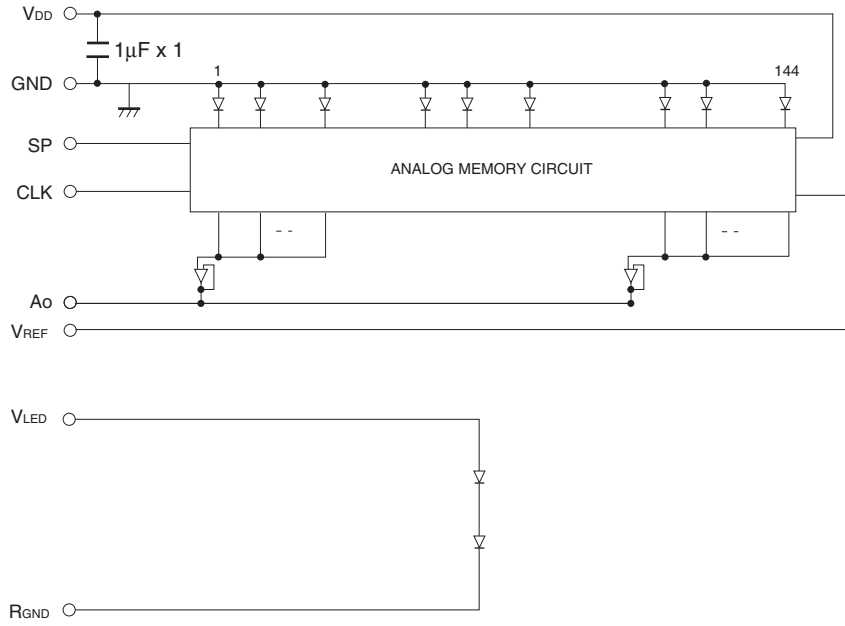 VDD
1μF x 1
GND
1
144
SP
ANALOG MEMORY CIRCUIT
CLK
- -
- -
Ao
VREF
VLED
RGND